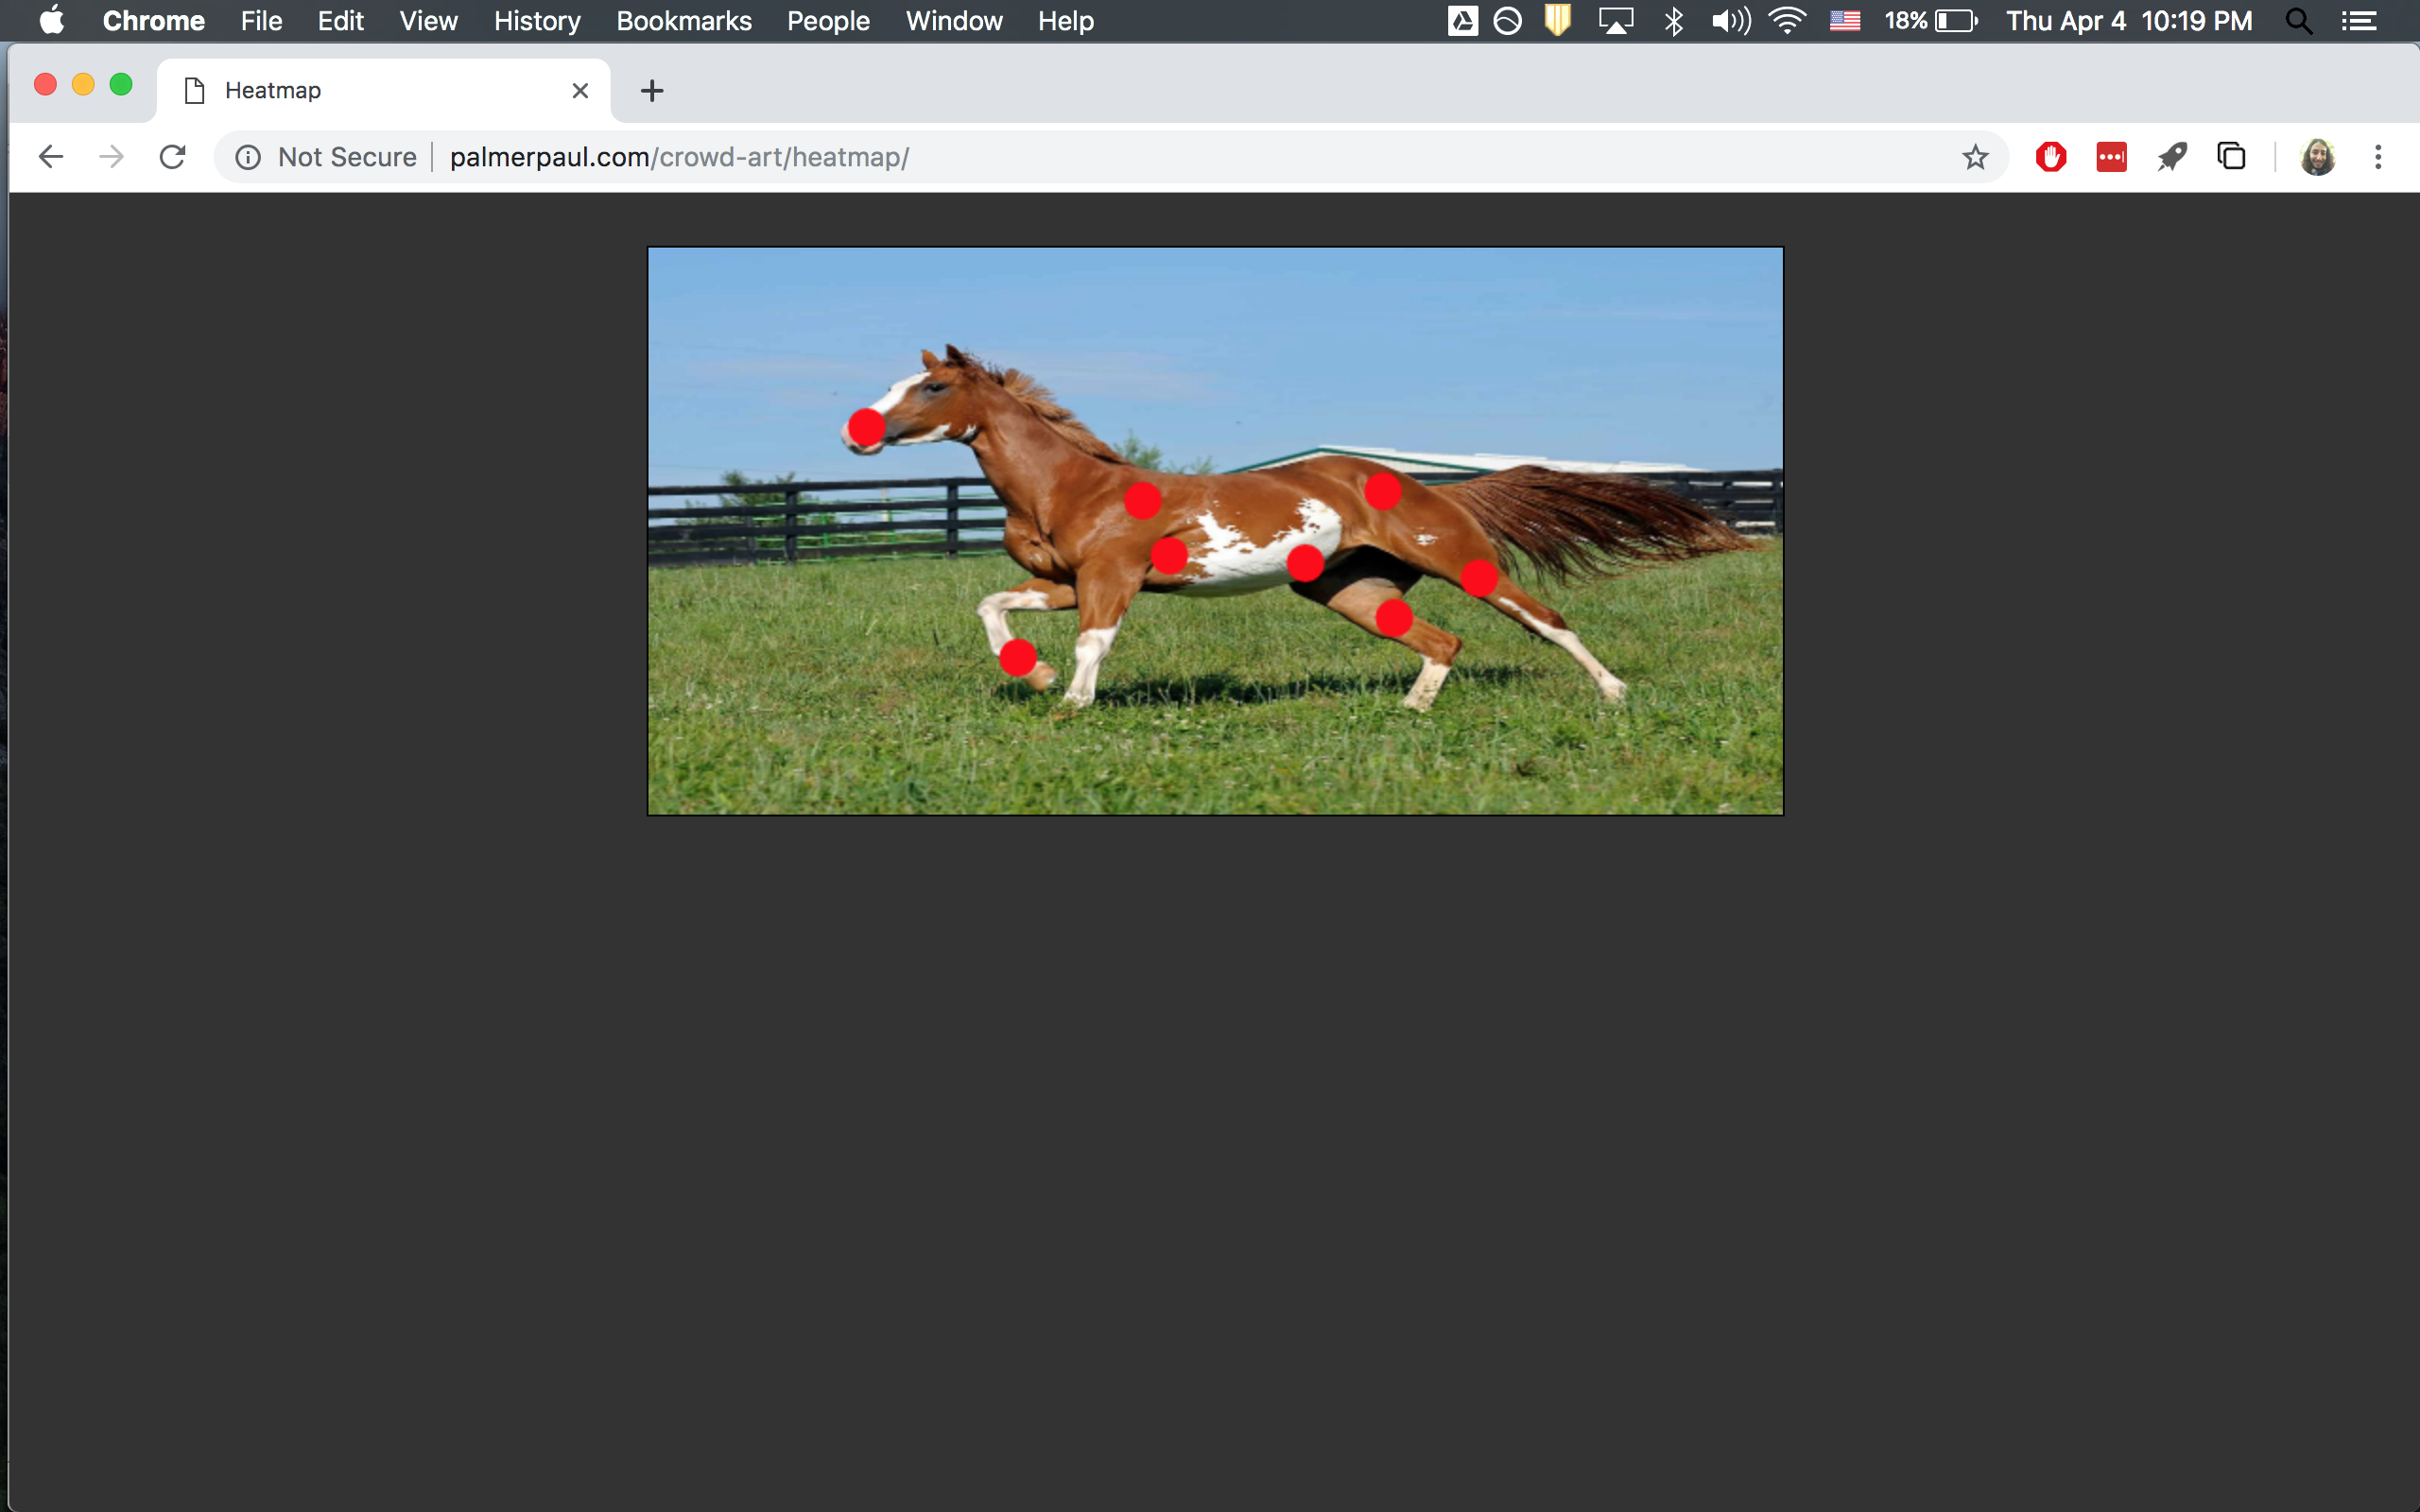 Chrome File Edit View History Bookmarks People Window Help 18% Thu Apr 4 10:19 PM
Heatmap
Not Secure palmerpaul.com/crowd-art/heatmap/